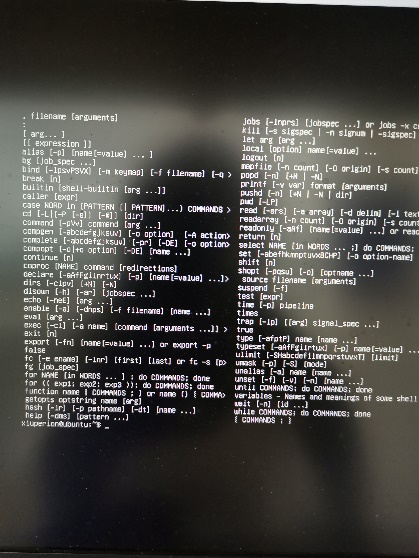 . filename [arguments]
:
[ arg... ]
[[ expression ]]
alias [-p] [name[=value] ... ]
bg [job_spec ...]
bind [-lpsvPSVX] [-m keymap] [-f filename] [-q >
break [n]
builtin [shell-builtin [arg ...]]
caller [expr]
case WORD in [PATTERN [| PATTERN]...) COMMANDS >
cd [-L|[-P [-e]] [-@]] [dir]
command [-pVv] command [arg ...]
compgen [-abcdefgjksuv] [-o option] [-A action>
complete [-abcdefgjksuv] [-pr] [-DE] [-o option>
compopt [-o|+o option] [-DE] [name ...]
continue [n]
coproc [NAME] command [redirections]
declare [-aAfFgilnrtux] [-p] [name[=value] ...]>
dirs [-clpv] [+N] [-N]
disown [-h] [-ar] [jobspec ...]
echo [-neE] [arg ...]
enable [-a] [-dnps] [-f filename] [name ...]
eval [arg ...]
exec [-cl] [-a name] [command [arguments ...]] >
exit [n]
export [-fn] [name[=value] ...] or export -p
false
fc [-e ename] [-lnr] [first] [last] or fc -s [p>
fg [job_spec]
for NAME [in WORDS ... ] ; do COMMANDS; done
for (( exp1; exp2; exp3 )); do COMMANDS; done
function name { COMMANDS ; } or name () { COMMA>
getopts optstring name [arg]
hash [-lr] [-p pathname] [-dt] [name ...]
help [-dms] [pattern ...]
@ubuntu:~$ _
jobs [-lnprs] [jobspec ...] or jobs -x c
kill [-s sigspec | -n signum | -sigspec]
let arg [arg ...]
local [option] name[=value] ...
logout [n]
mapfile [-n count] [-O origin] [-s count
popd [-n] [+N | -N]
printf [-v var] format [arguments]
pushd [-n] [+N | -N | dir]
pwd [-LP]
read [-ers] [-a array] [-d delim] [-i text
readarray [-n count] [-O origin] [-s count
readonly [-aAf] [name[=value] ...] or read
return [n]
select NAME [in WORDS ... ;] do COMMANDS;
set [-abefhkmnptuvxBCHP] [-o option-name]
shift [n]
shopt [-pqsu] [-o] [optname ...]
source filename [arguments]
suspend [-f]
test [expr]
time [-p] pipeline
times
trap [-lp] [[arg] signal_spec ...]
true
type [-afptP] name [name ...]
typeset [-aAfFgilnrtux] [-p] name[=value]
ulimit [-SHabcdefilmnpqrstuvxT] [limit]
umask [-p] [-S] [mode]
unalias [-a] name [name ...]
unset [-f] [-v] [-n] [name ...]
until COMMANDS; do COMMANDS; done
variables - Names and meanings of some shell
wait [-n] [id ...]
while COMMANDS; do COMMANDS; done
{ COMMANDS ; }